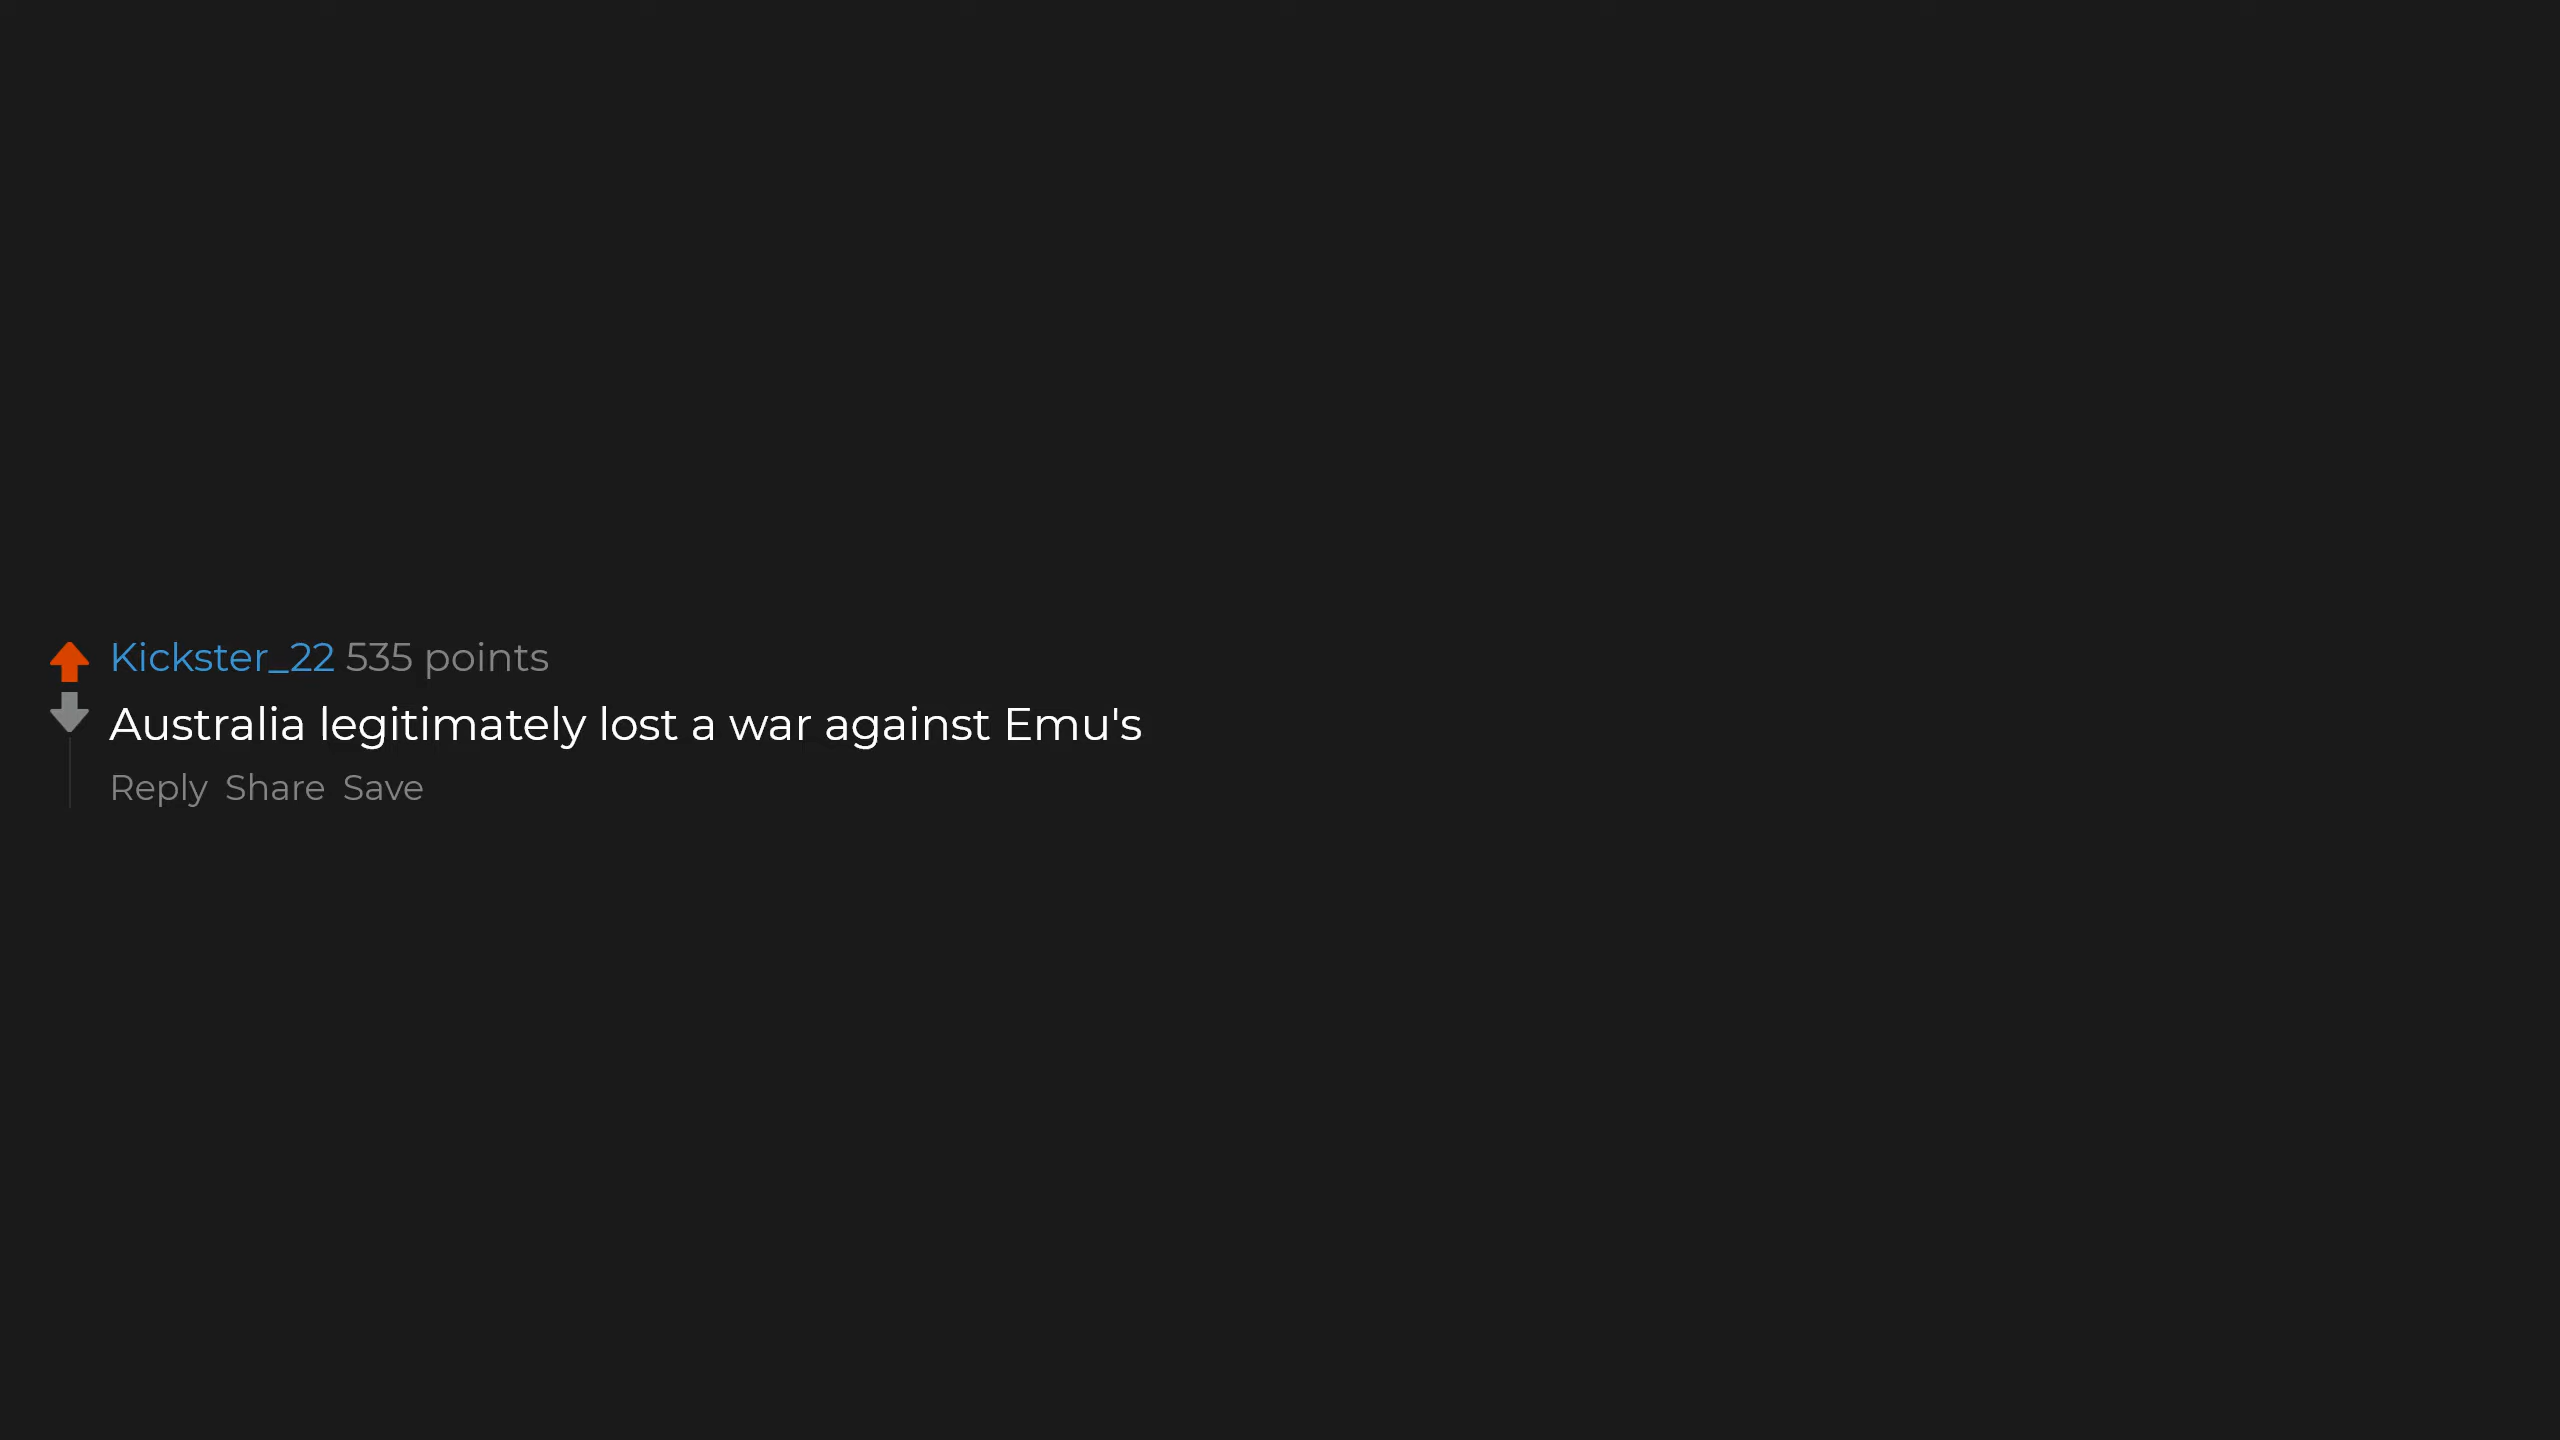 Kickster_22 535 points
Australia legitimately lost a war against Emu's
Reply Share Save